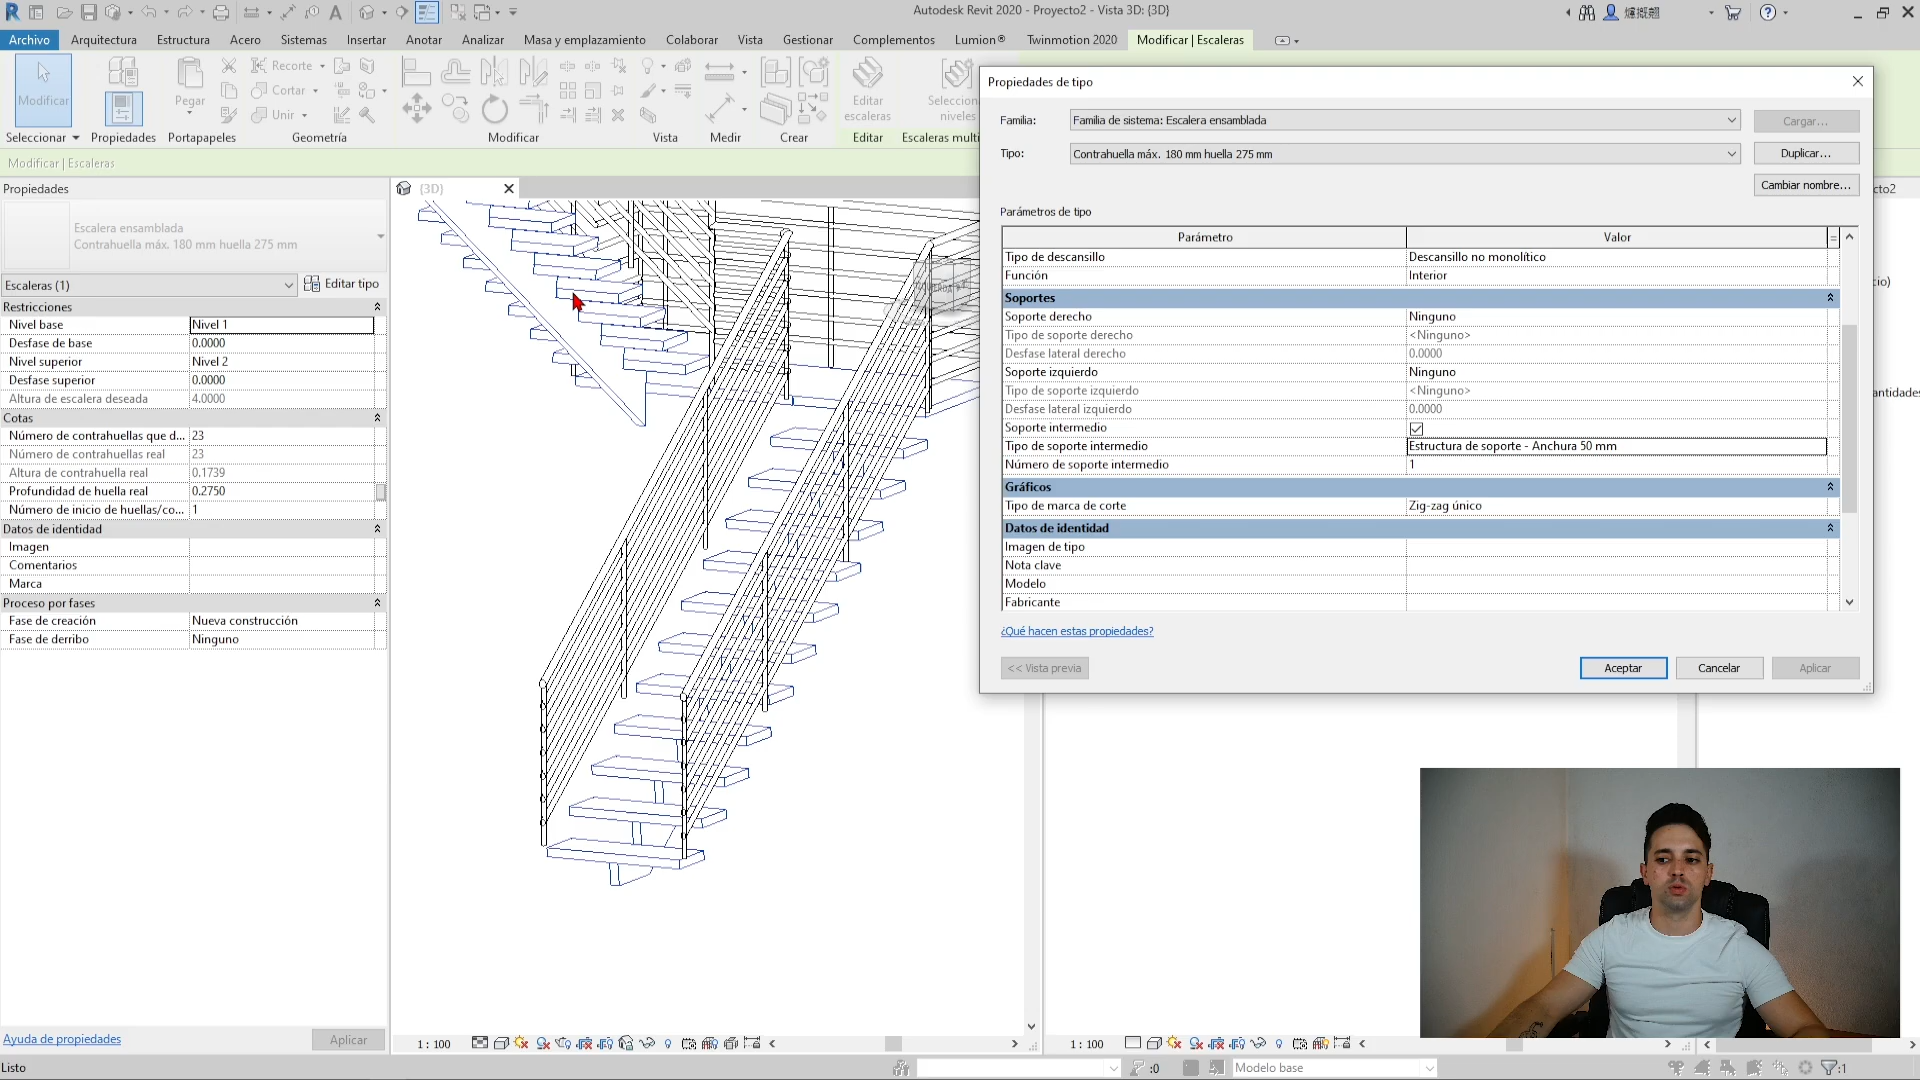 Autodesk Revit 2020 - Proyecto2 - Vista 3D: {3D}
Archivo Arquitectura Estructura Acero Sistemas Insertar Anotar Analizar Masa y emplazamiento Colaborar Vista Gestionar Complementos Lumion® Twinmotion 2020 Modificar | Escaleras
Modificar Pegar Recorte Cortar Unir Editar escaleras
Seleccionar Propiedades Portapapeles Geometría Modificar Vista Medir Crear Editar
Modificar | Escaleras
Propiedades
{3D}
Escalera ensamblada
Contrahuella máx. 180 mm huella 275 mm
Escaleras (1) Editar tipo
Restricciones
Nivel base Nivel 1
Desfase de base 0.0000
Nivel superior Nivel 2
Desfase superior 0.0000
Altura de escalera deseada 4.0000
Cotas
Número de contrahuellas que d... 23
Número de contrahuellas real 23
Altura de contrahuella real 0.1739
Profundidad de huella real 0.2750
Número de inicio de huellas/co... 1
Datos de identidad
Imagen
Comentarios
Marca
Proceso por fases
Fase de creación Nueva construcción
Fase de derribo Ninguno
Ayuda de propiedades Aplicar
Propiedades de tipo
Familia: Familia de sistema: Escalera ensamblada Cargar...
Tipo: Contrahuella máx. 180 mm huella 275 mm Duplicar...
Cambiar nombre...
Parámetros de tipo
Parámetro Valor =
Tipo de descansillo Descansillo no monolítico
Función Interior
Soportes
Soporte derecho Ninguno
Tipo de soporte derecho <Ninguno>
Desfase lateral derecho 0.0000
Soporte izquierdo Ninguno
Tipo de soporte izquierdo <Ninguno>
Desfase lateral izquierdo 0.0000
Soporte intermedio
Tipo de soporte intermedio Estructura de soporte - Anchura 50 mm
Número de soporte intermedio 1
Gráficos
Tipo de marca de corte Zig-zag único
Datos de identidad
Imagen de tipo
Nota clave
Modelo
Fabricante
¿Qué hacen estas propiedades?
<< Vista previa Aceptar Cancelar Aplicar
1 : 100
1 : 100
Listo :0 Modelo base :1